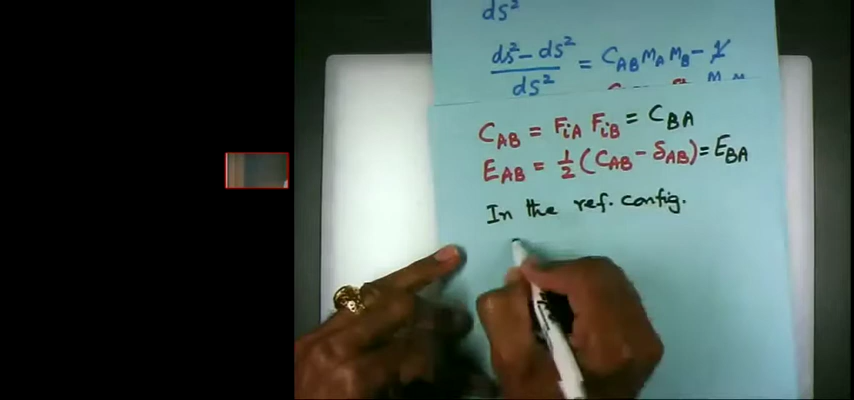 dS²
ds² - dS² / dS² = C_AB M_A M_B - 1
C_AB = F_iA F_iB = C_BA
E_AB = 1/2 (C_AB - δ_AB) = E_BA
In the ref. config.